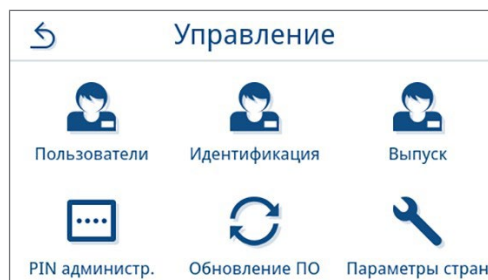 Управление
Пользователи Идентификация Выпуск
PIN администр. Обновление ПО Параметры стран